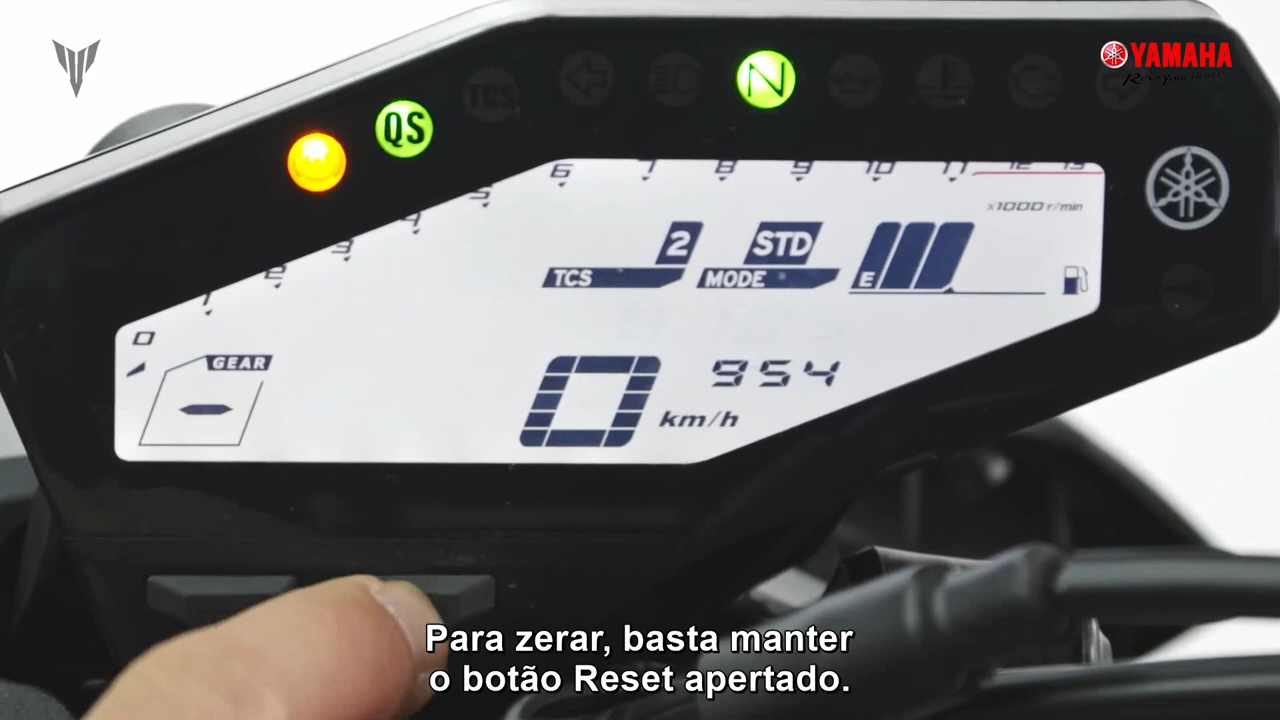 YAMAHA
QS
TCS
N
6 7 8 9 10 11 12 13
5
4
3
2
1
0
x1000 r/min
2
STD
TCS
MODE
E
GEAR
-
0
954
km/h
Para zerar, basta manter
o botão Reset apertado.